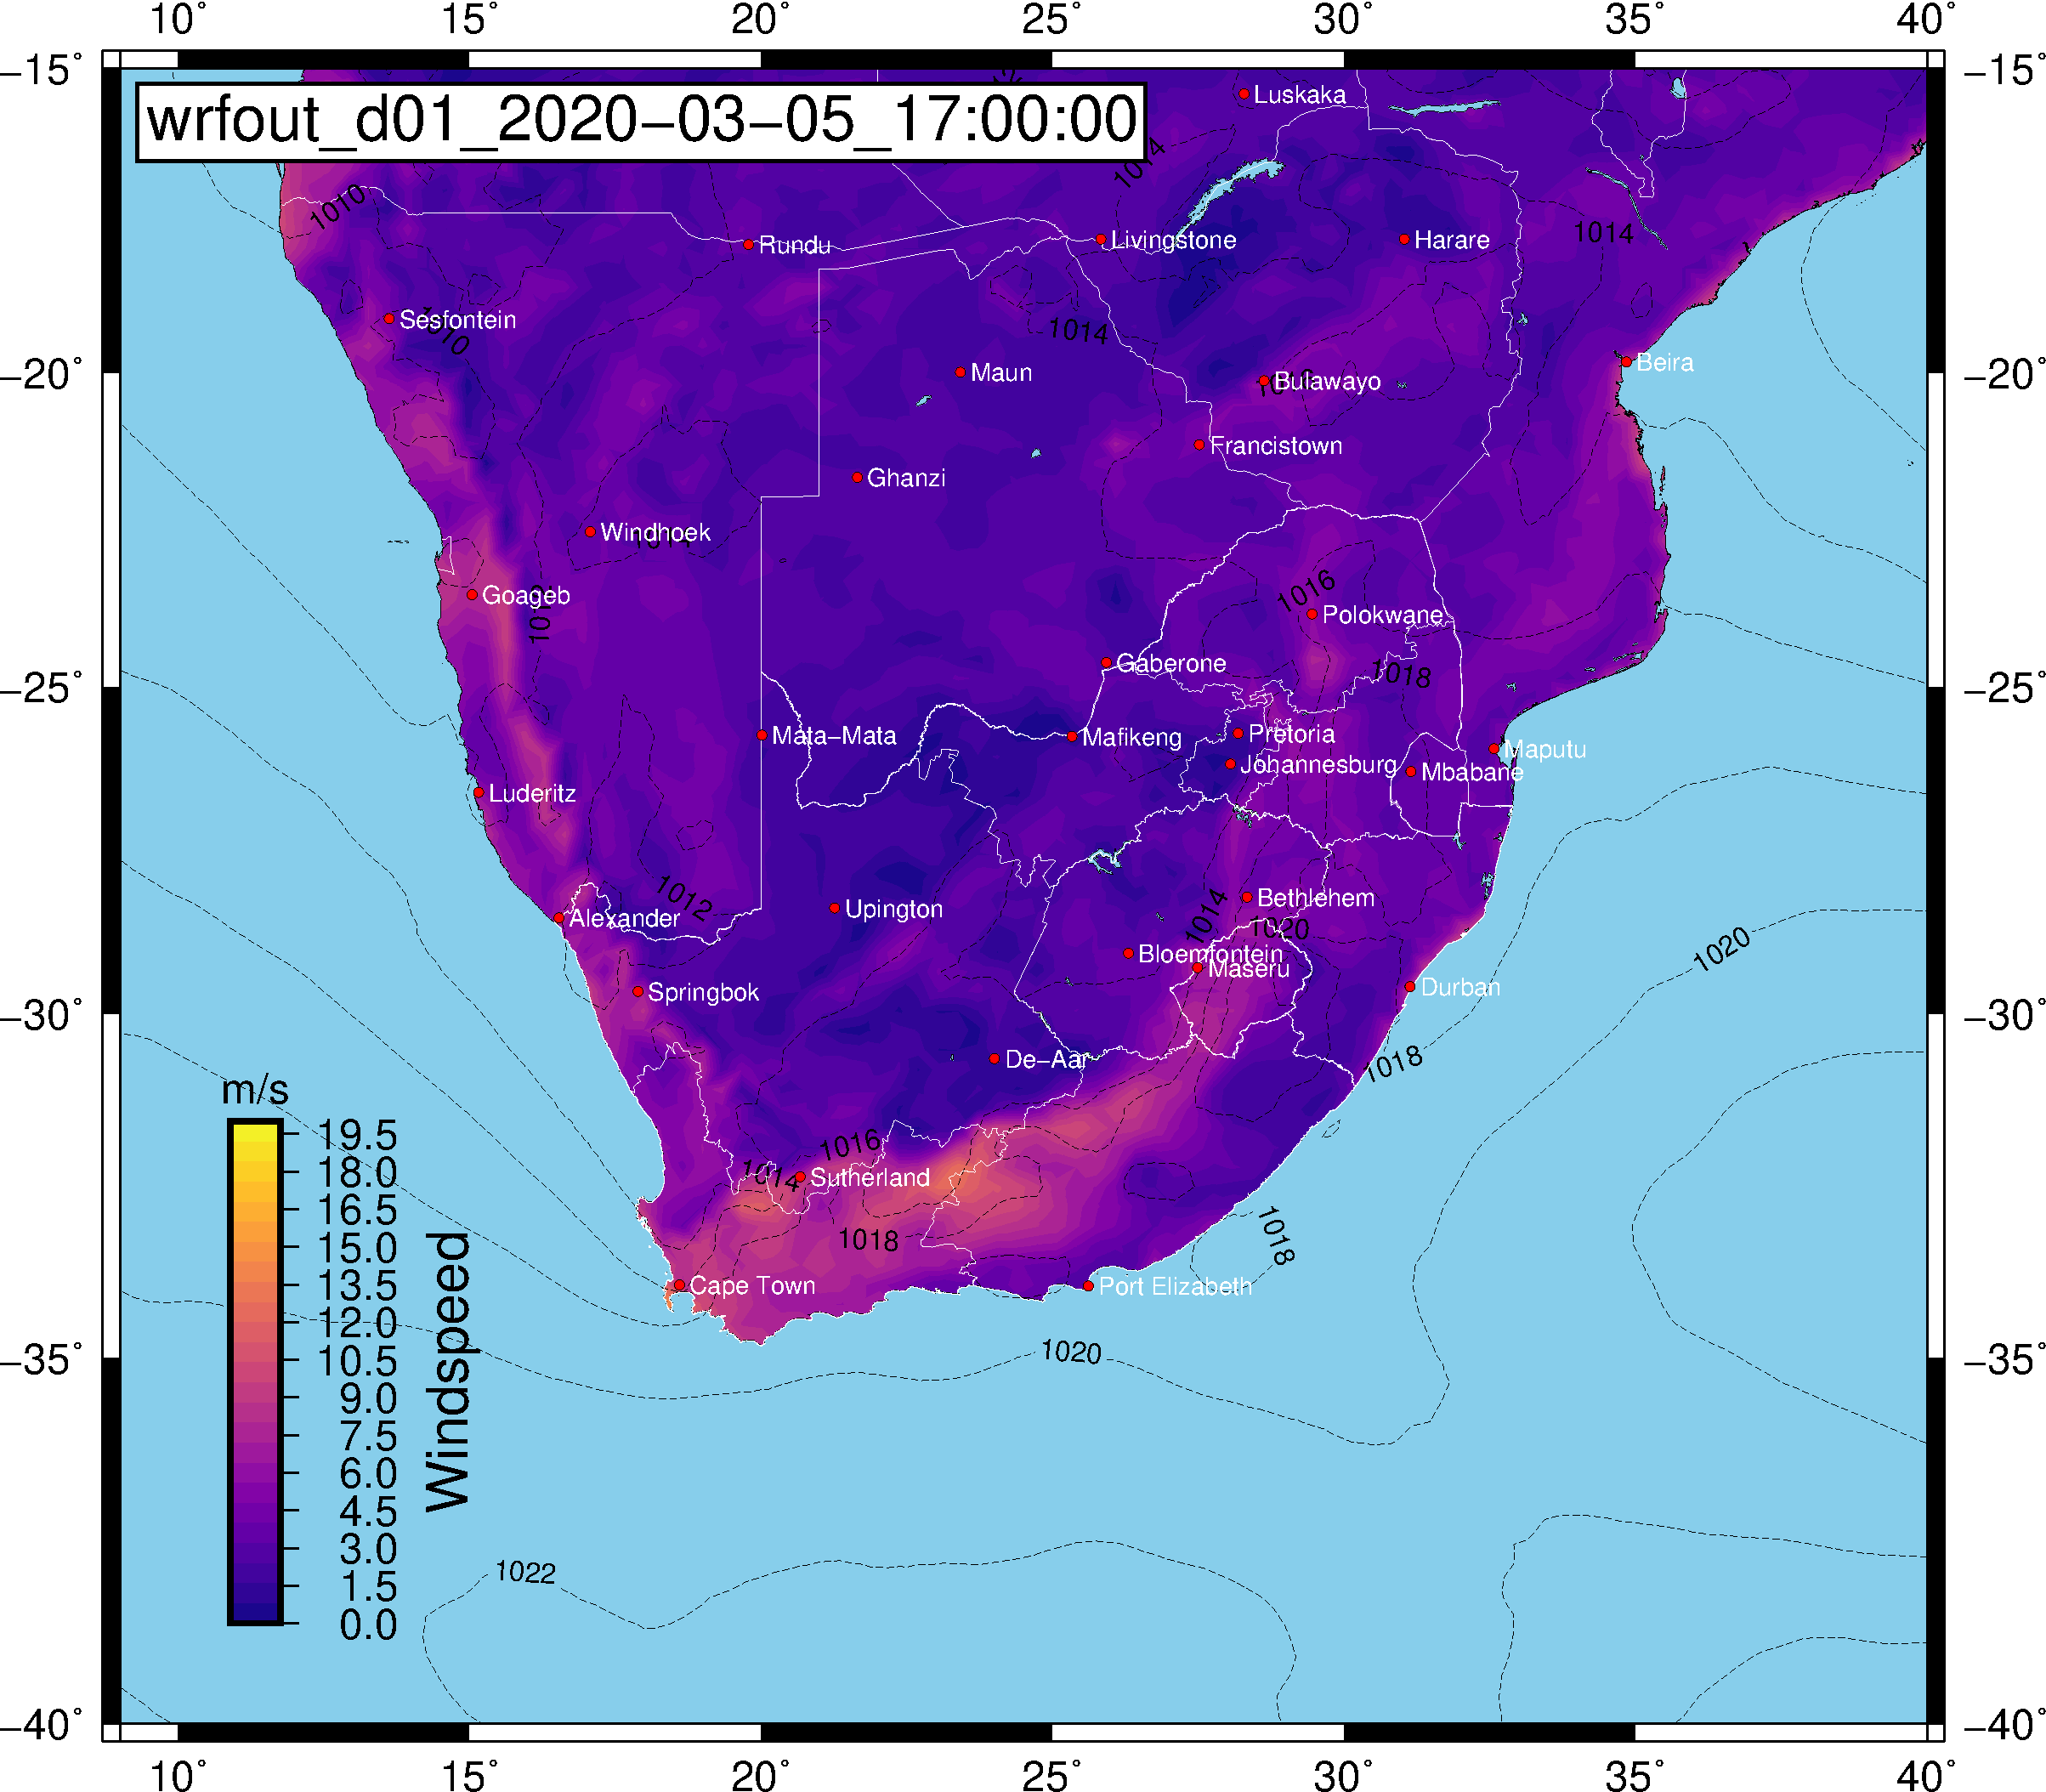 10° 15° 20° 25° 30° 35° 40°
−15° −15°
wrfout_d01_2020−03−05_17:00:00
Luskaka
1014
1010
Rundu
Livingstone
Harare
1014
Sesfontein
1010
1014
Maun
Bulawayo
Beira
−20° −20°
Francistown
Ghanzi
Windhoek
1014
Goageb
1012
1016
Polokwane
Gaberone
1018
−25° −25°
Mata−Mata
Mafikeng
Pretoria
Maputu
Johannesburg
Mbabane
Luderitz
1012
Bethlehem
Upington
Alexander
1014
1020
1020
Bloemfontein
Maseru
Springbok
Durban
−30° −30°
De−Aar
1018
m/s
19.5
18.0
16.5
15.0
13.5
12.0
10.5
9.0
7.5
6.0
4.5
3.0
1.5
0.0
Windspeed
1016
1014
Sutherland
1018
1018
Cape Town
Port Elizabeth
1020
−35° −35°
1022
−40° −40°
10° 15° 20° 25° 30° 35° 40°